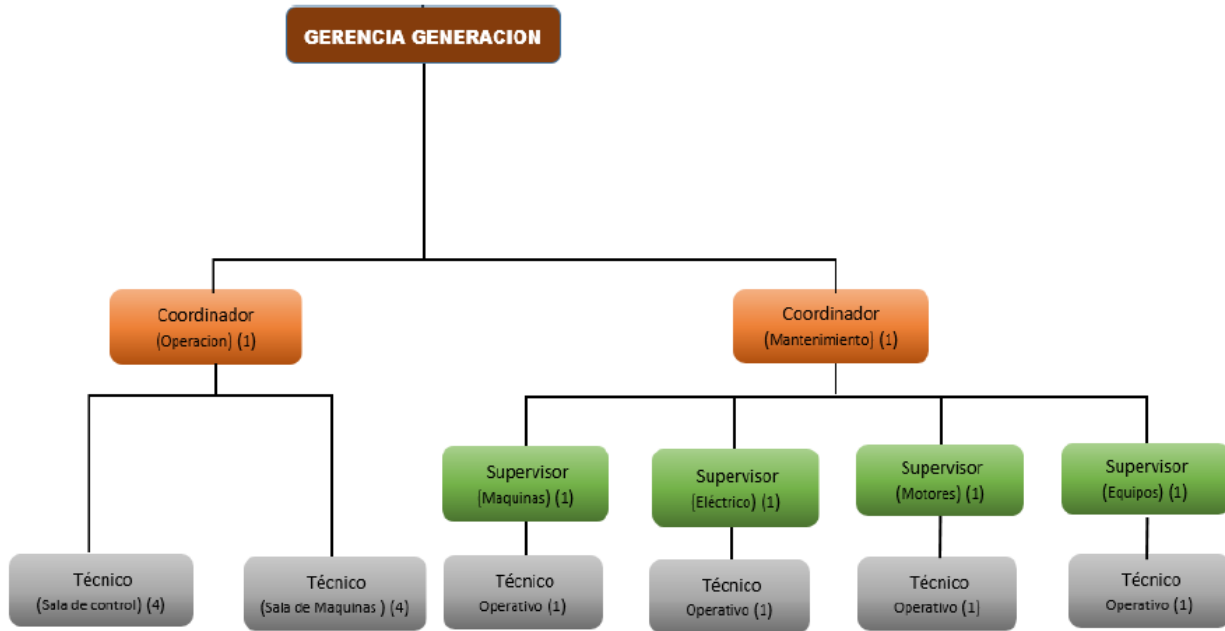 GERENCIA GENERACION
Coordinador
(Operacion) (1)
Coordinador
(Mantenimiento) (1)
Supervisor
(Maquinas) (1)
Supervisor
(Eléctrico) (1)
Supervisor
(Motores) (1)
Supervisor
(Equipos) (1)
Técnico
(Sala de control) (4)
Técnico
(Sala de Maquinas ) (4)
Técnico
Operativo (1)
Técnico
Operativo (1)
Técnico
Operativo (1)
Técnico
Operativo (1)